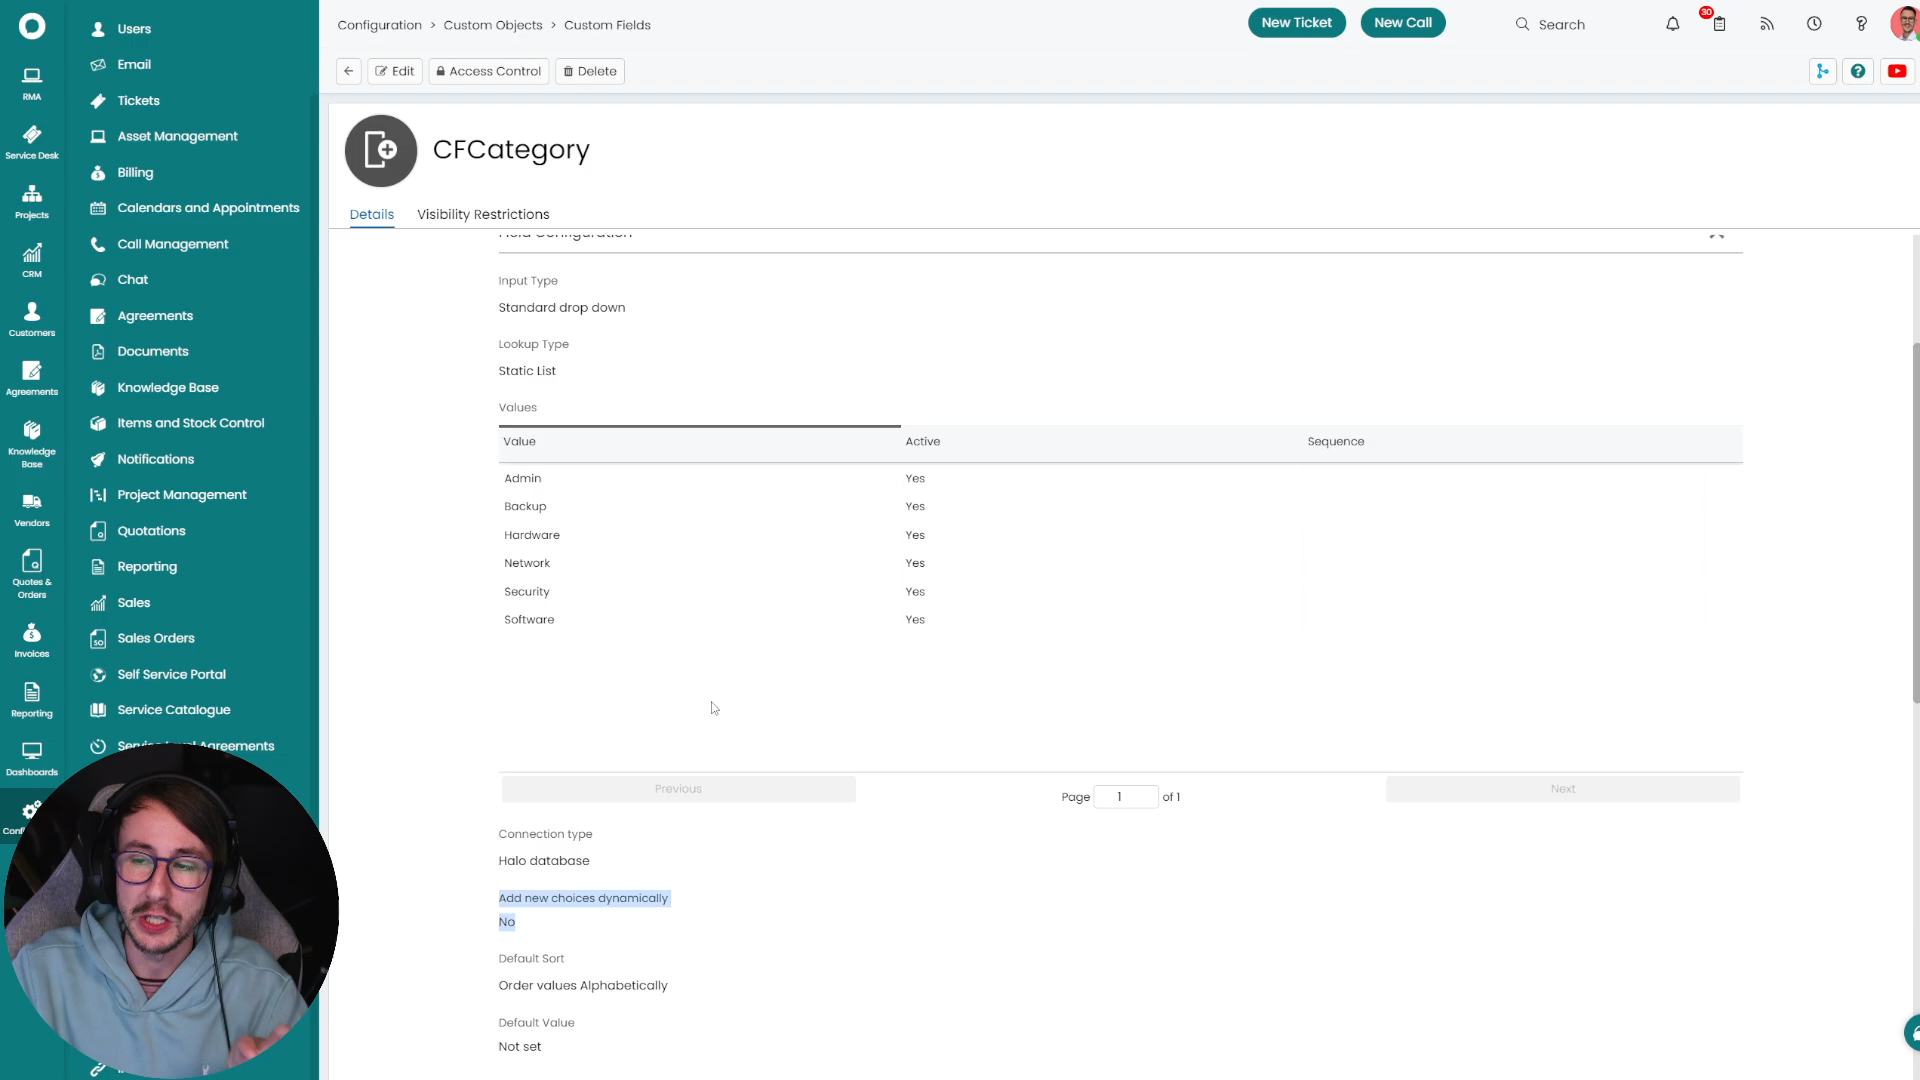 RMA
Service Desk
Projects
CRM
Customers
Agreements
Knowledge
Base
Vendors
Quotes &
Orders
Invoices
Reporting
Dashboards
Users
Email
Tickets
Asset Management
Billing
Calendars and Appointments
Call Management
Chat
Agreements
Documents
Knowledge Base
Items and Stock Control
Notifications
Project Management
Quotations
Reporting
Sales
Sales Orders
Self Service Portal
Service Catalogue
Service Level Agreements
Configuration > Custom Objects > Custom Fields
New Ticket
New Call
Search
30
Edit
Access Control
Delete
CFCategory
Details
Visibility Restrictions
Field Configuration
Input Type
Standard drop down
Lookup Type
Static List
Values
Value Active Sequence
Admin Yes
Backup Yes
Hardware Yes
Network Yes
Security Yes
Software Yes
Previous
Page 1 of 1
Next
Connection type
Halo database
Add new choices dynamically
No
Default Sort
Order values Alphabetically
Default Value
Not set